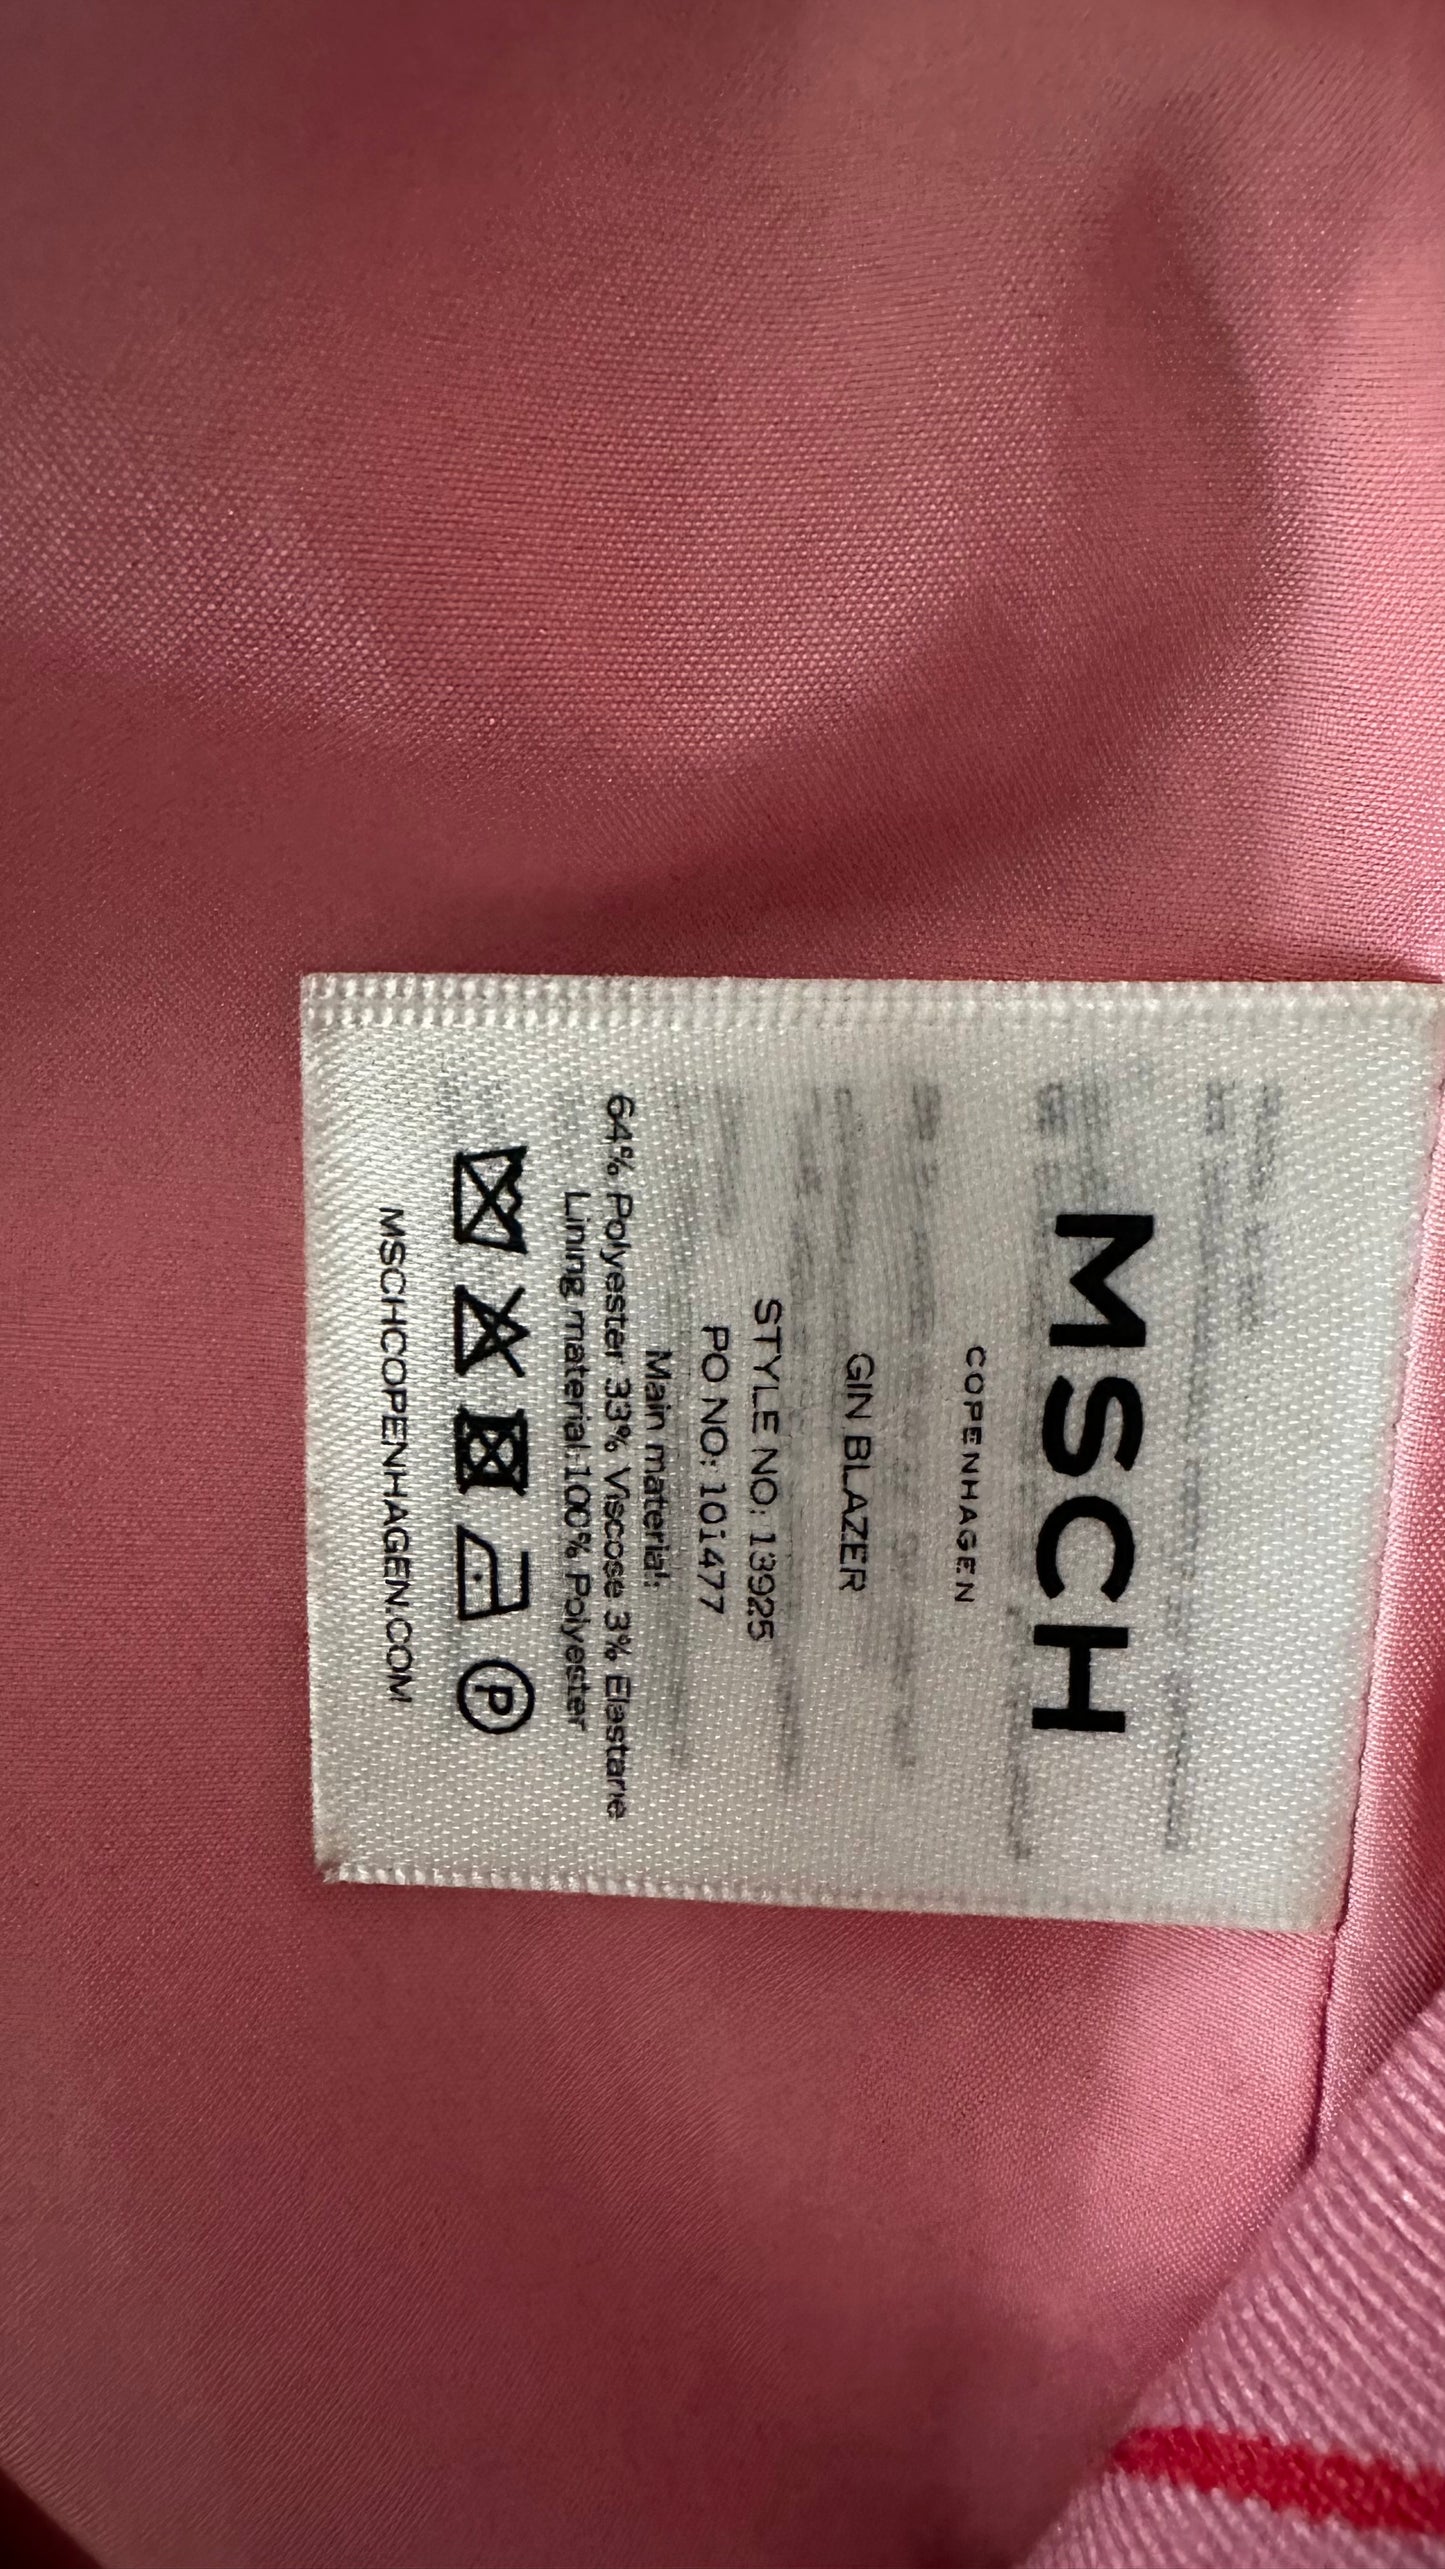 MSCH
COPENHAGEN
GIN BLAZER
STYLE NO: 13925
PO NO: 101477
Main material:
64% Polyester 33% Viscose 3% Elastane
Lining material: 100% Polyester
P
MSCHCOPENHAGEN.COM